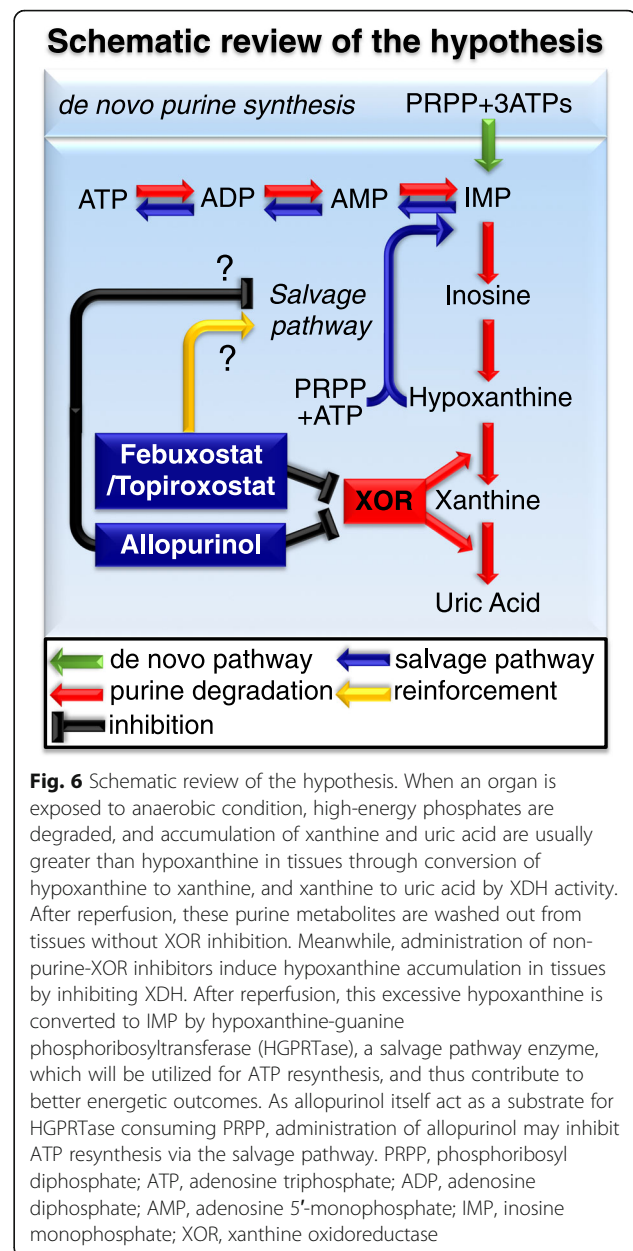 Schematic review of the hypothesis
de novo purine synthesis PRPP+3ATPs
ATP ADP AMP IMP
?
Salvage
pathway
?
Inosine
PRPP
+ATP
Hypoxanthine
Febuxostat
/Topiroxostat
XOR
Xanthine
Allopurinol
Uric Acid
de novo pathway salvage pathway
purine degradation reinforcement
inhibition
Fig. 6 Schematic review of the hypothesis. When an organ is
exposed to anaerobic condition, high-energy phosphates are
degraded, and accumulation of xanthine and uric acid are usually
greater than hypoxanthine in tissues through conversion of
hypoxanthine to xanthine, and xanthine to uric acid by XDH activity.
After reperfusion, these purine metabolites are washed out from
tissues without XOR inhibition. Meanwhile, administration of non-
purine-XOR inhibitors induce hypoxanthine accumulation in tissues
by inhibiting XDH. After reperfusion, this excessive hypoxanthine is
converted to IMP by hypoxanthine-guanine
phosphoribosyltransferase (HGPRTase), a salvage pathway enzyme,
which will be utilized for ATP resynthesis, and thus contribute to
better energetic outcomes. As allopurinol itself act as a substrate for
HGPRTase consuming PRPP, administration of allopurinol may inhibit
ATP resynthesis via the salvage pathway. PRPP, phosphoribosyl
diphosphate; ATP, adenosine triphosphate; ADP, adenosine
diphosphate; AMP, adenosine 5′-monophosphate; IMP, inosine
monophosphate; XOR, xanthine oxidoreductase